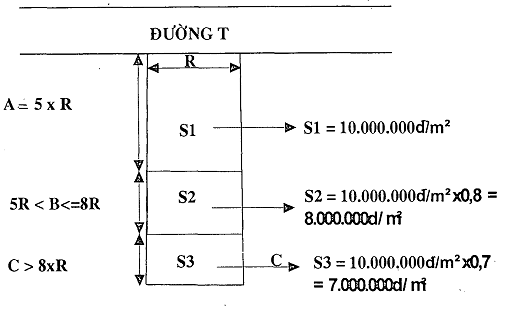 ĐƯỜNG T
R
A = 5 x R
S1
S1 = 10.000.000đ/m²
5R < B<=8R
S2
S2 = 10.000.000đ/m²x0,8 =
8.000.000đ/ m²
C > 8xR
S3
C
S3 = 10.000.000đ/m²x0,7
= 7.000.000đ/ m²